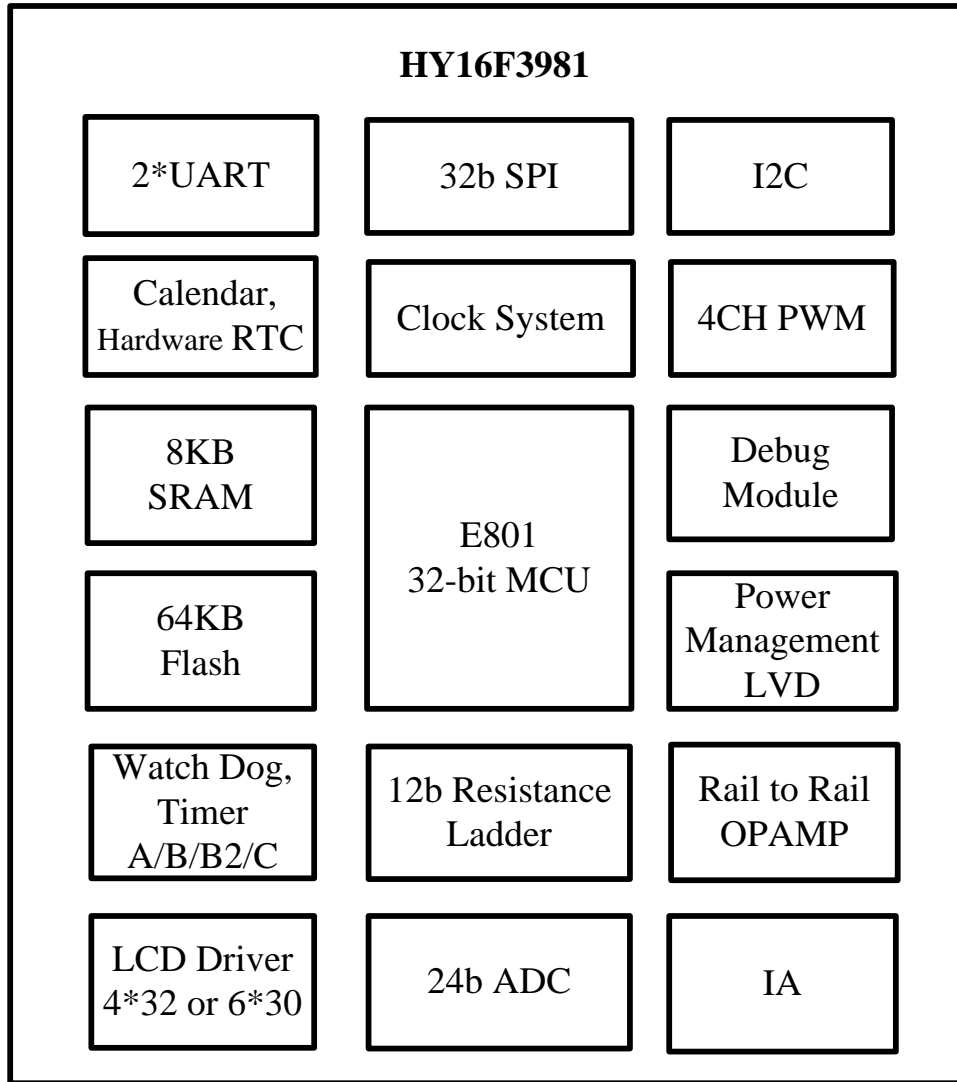 HY16F3981
2*UART
32b SPI
I2C
Calendar,
Hardware RTC
Clock System
4CH PWM
8KB
SRAM
E801
32-bit MCU
Debug
Module
64KB
Flash
Power
Management
LVD
Watch Dog,
Timer
A/B/B2/C
12b Resistance
Ladder
Rail to Rail
OPAMP
LCD Driver
4*32 or 6*30
24b ADC
IA